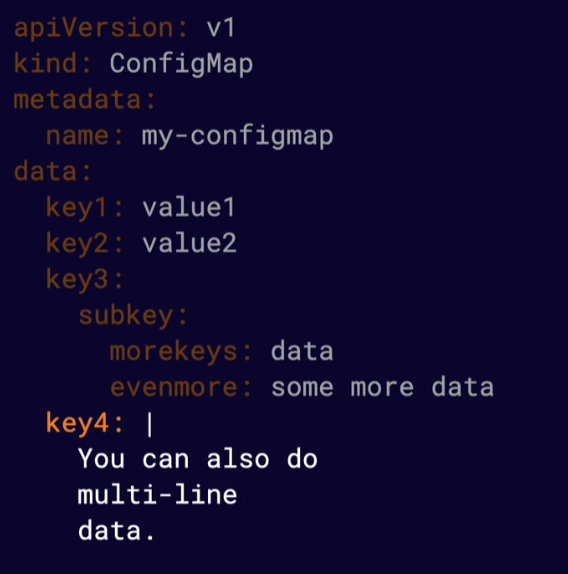 apiVersion: v1
kind: ConfigMap
metadata:
  name: my-configmap
data:
  key1: value1
  key2: value2
  key3:
    subkey:
      morekeys: data
      evenmore: some more data
  key4: |
    You can also do
    multi-line
    data.